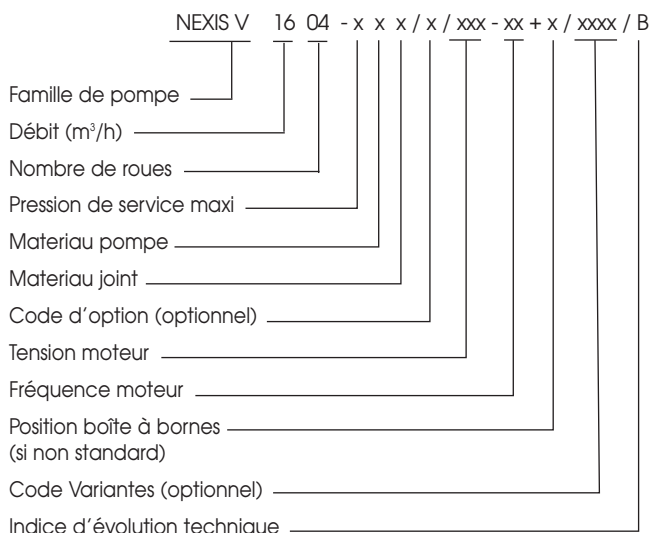 NEXIS V 16 04 - x x x / x / xxx - xx + x / xxxx / B
Famille de pompe
Débit (m³/h)
Nombre de roues
Pression de service maxi
Materiau pompe
Materiau joint
Code d'option (optionnel)
Tension moteur
Fréquence moteur
Position boîte à bornes
(si non standard)
Code Variantes (optionnel)
Indice d'évolution technique